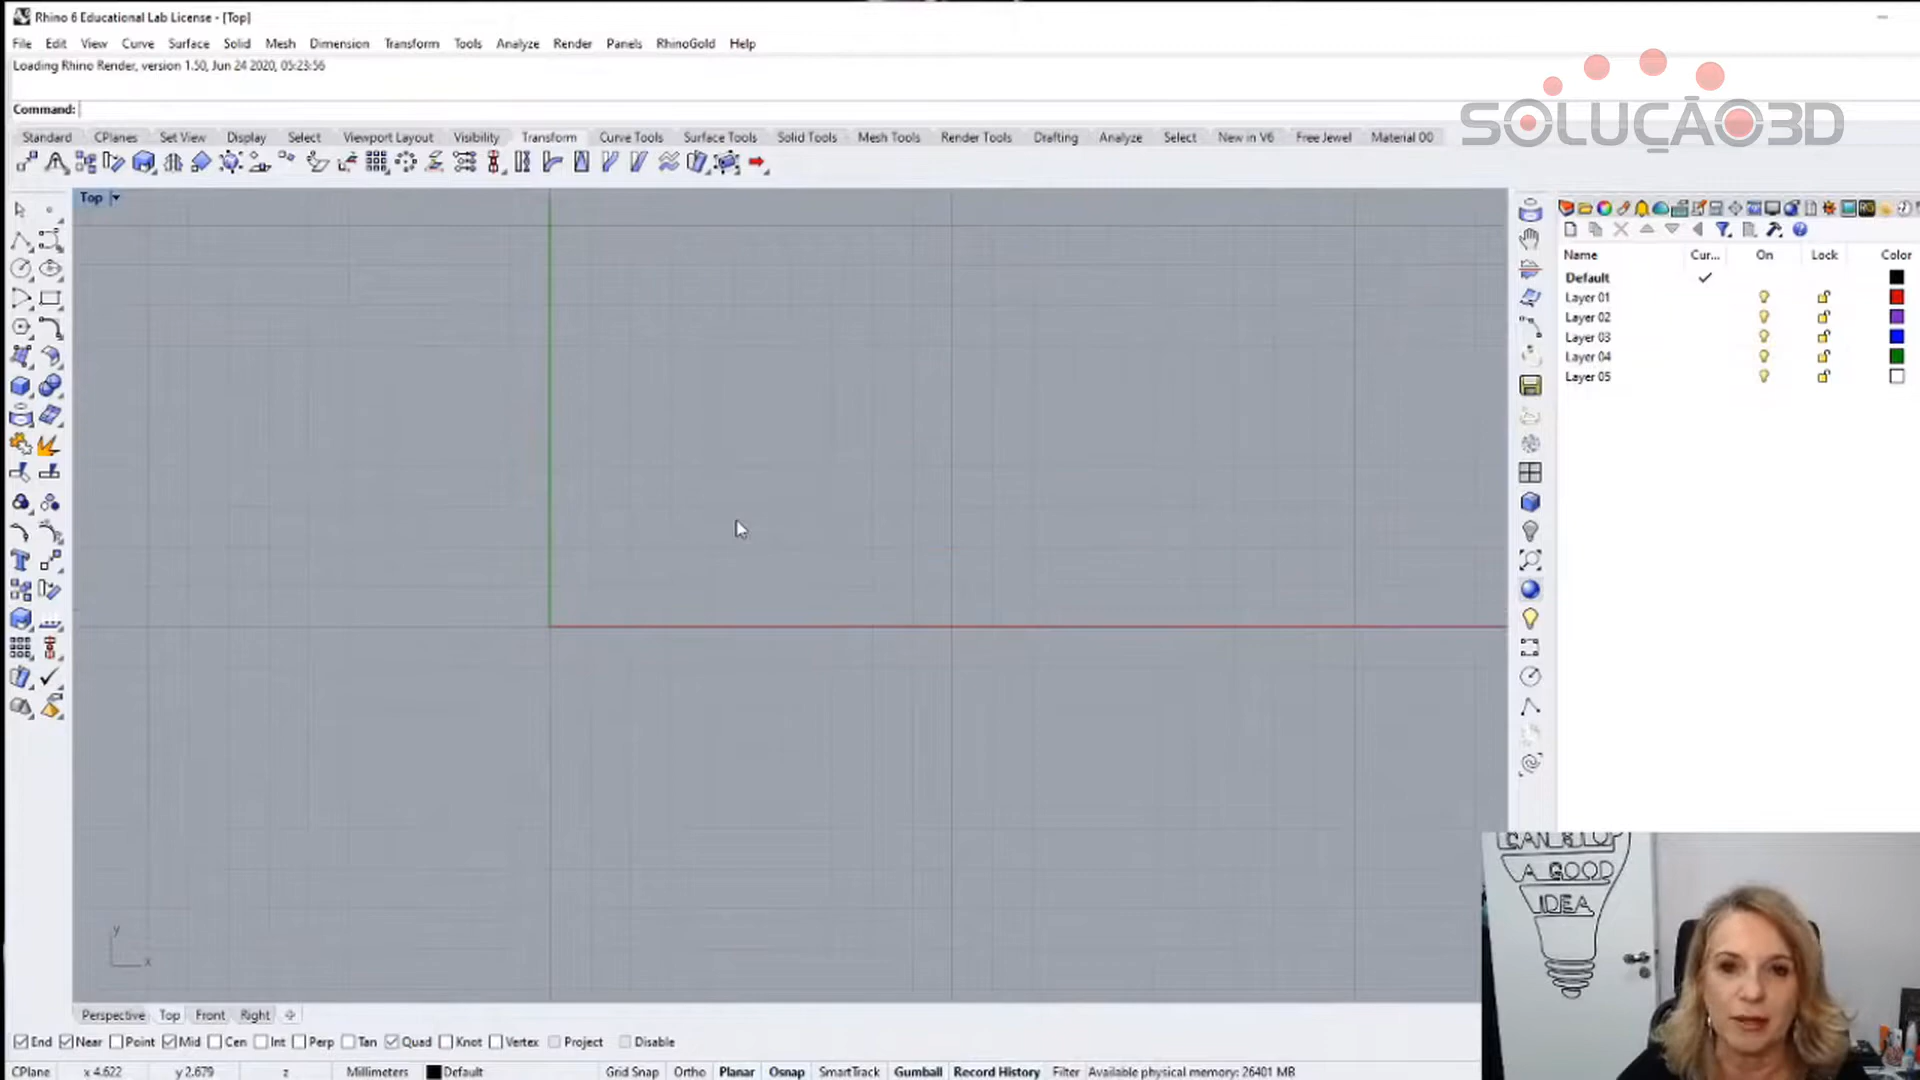 Rhino 6 Educational Lab License - [Top]
File Edit View Curve Surface Solid Mesh Dimension Transform Tools Analyze Render Panels RhinoGold Help
Loading Rhino Render, version 1.50, Jun 24 2020, 05:23:56
Command:
SOLUÇÃO3D
Standard CPlanes Set View Display Select Viewport Layout Visibility Transform Curve Tools Surface Tools Solid Tools Mesh Tools Render Tools Drafting Analyze Select New in V6 Free Jewel Material 00
Top
Name Cur... On Lock Color
Default
Layer 01
Layer 02
Layer 03
Layer 04
Layer 05
y
x
CAN STOP
A GOOD
IDEA
Perspective Top Front Right
End Near Point Mid Cen Int Perp Tan Quad Knot Vertex Project Disable
CPlane x 4.622 y 2.679 z Millimeters Default Grid Snap Ortho Planar Osnap SmartTrack Gumball Record History Filter Available physical memory: 26401 MB